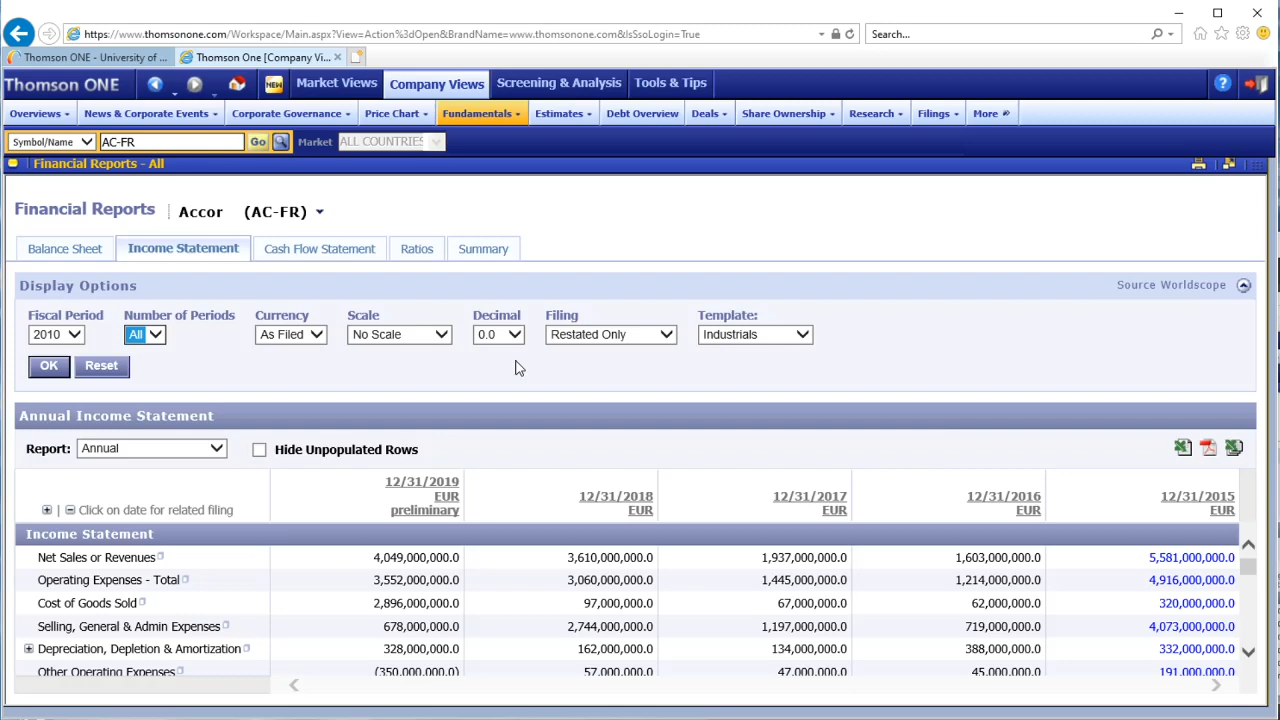 https://www.thomsonone.com/Workspace/Main.aspx?View=Action%3dOpen&BrandName=www.thomsonone.com&IsSsoLogin=True Search...
Thomson ONE - University of ... Thomson One [Company Vi...
Thomson ONE NEW Market Views Company Views Screening & Analysis Tools & Tips ?
Overviews News & Corporate Events Corporate Governance Price Chart Fundamentals Estimates Debt Overview Deals Share Ownership Research Filings More
Symbol/Name AC-FR Go Market ALL COUNTRIES
Financial Reports - All
Financial Reports Accor (AC-FR)
Balance Sheet Income Statement Cash Flow Statement Ratios Summary
Display Options Source Worldscope
Fiscal Period Number of Periods Currency Scale Decimal Filing Template:
2010 All As Filed No Scale 0.0 Restated Only Industrials
OK Reset
Annual Income Statement
Report: Annual Hide Unpopulated Rows
12/31/2019 EUR preliminary 12/31/2018 EUR 12/31/2017 EUR 12/31/2016 EUR 12/31/2015 EUR
| Click on date for related filing
Income Statement
Net Sales or Revenues 4,049,000,000.0 3,610,000,000.0 1,937,000,000.0 1,603,000,000.0 5,581,000,000.0
Operating Expenses - Total 3,552,000,000.0 3,060,000,000.0 1,445,000,000.0 1,214,000,000.0 4,916,000,000.0
Cost of Goods Sold 2,896,000,000.0 97,000,000.0 67,000,000.0 62,000,000.0 320,000,000.0
Selling, General & Admin Expenses 678,000,000.0 2,744,000,000.0 1,197,000,000.0 719,000,000.0 4,073,000,000.0
Depreciation, Depletion & Amortization 328,000,000.0 162,000,000.0 134,000,000.0 388,000,000.0 332,000,000.0
Other Operating Expenses (350,000,000.0) 57,000,000.0 47,000,000.0 45,000,000.0 191,000,000.0